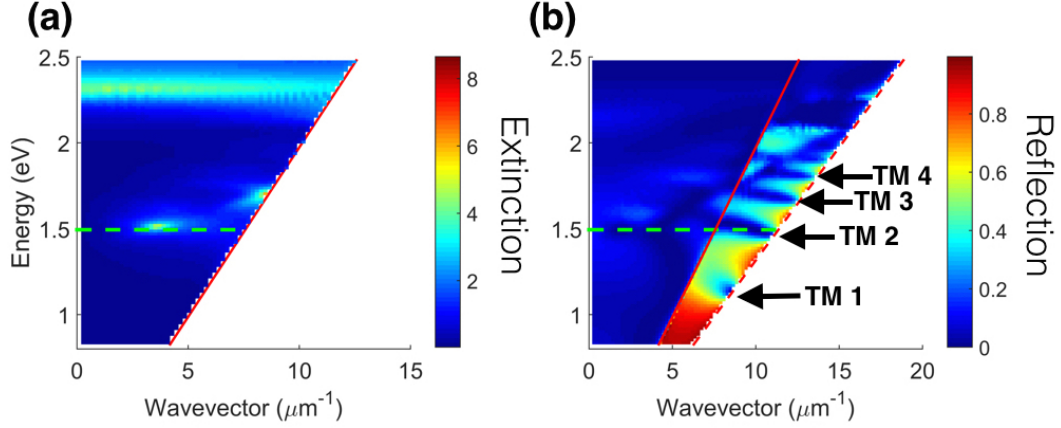 (a)
2.5
2
1.5
1
0
5
10
15
Energy (eV)
Wavevector (μm⁻¹)
8
6
4
2
Extinction
(b)
2.5
2
1.5
1
0
5
10
15
20
Wavevector (μm⁻¹)
TM 4
TM 3
TM 2
TM 1
0.8
0.6
0.4
0.2
0
Reflection